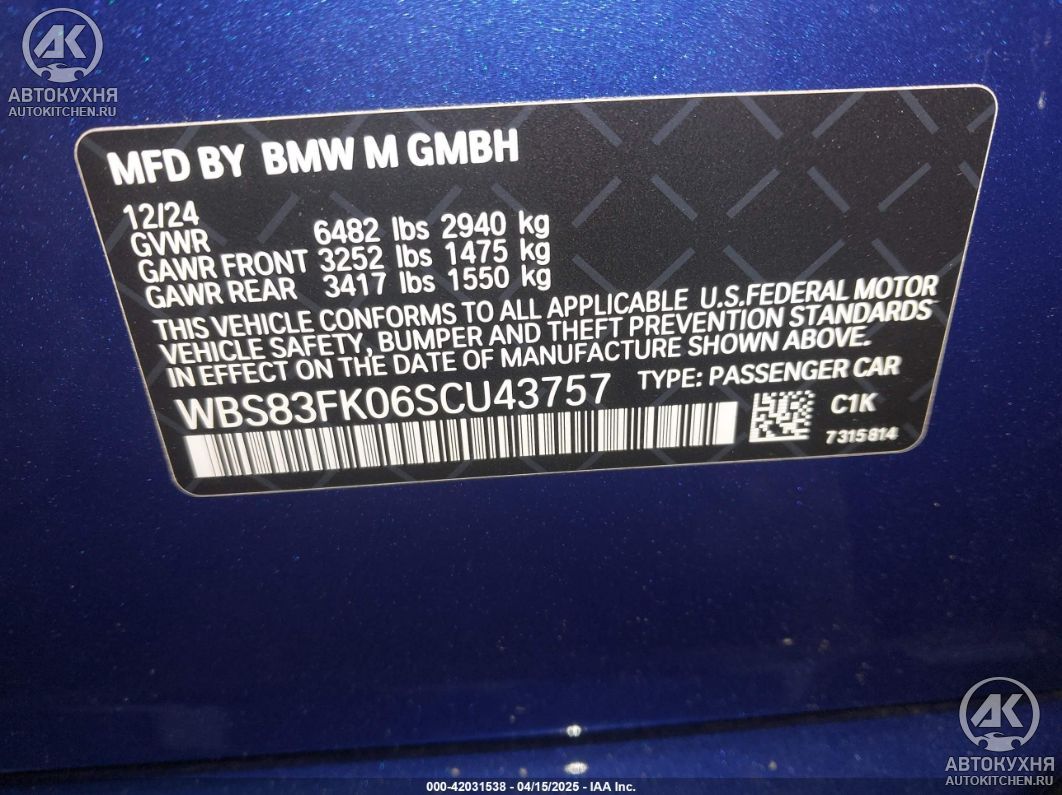 AK
АВТОКУХНЯ
AUTOKITCHEN.RU
MFD BY BMW M GMBH
12/24
GVWR 6482 lbs 2940 kg
GAWR FRONT 3252 lbs 1475 kg
GAWR REAR 3417 lbs 1550 kg
THIS VEHICLE CONFORMS TO ALL APPLICABLE U.S.FEDERAL MOTOR
VEHICLE SAFETY, BUMPER AND THEFT PREVENTION STANDARDS
IN EFFECT ON THE DATE OF MANUFACTURE SHOWN ABOVE.
WBS83FK06SCU43757 TYPE: PASSENGER CAR
C1K
7315814
AK
АВТОКУХНЯ
AUTOKITCHEN.RU
000-42031538 - 04/15/2025 - IAA Inc.